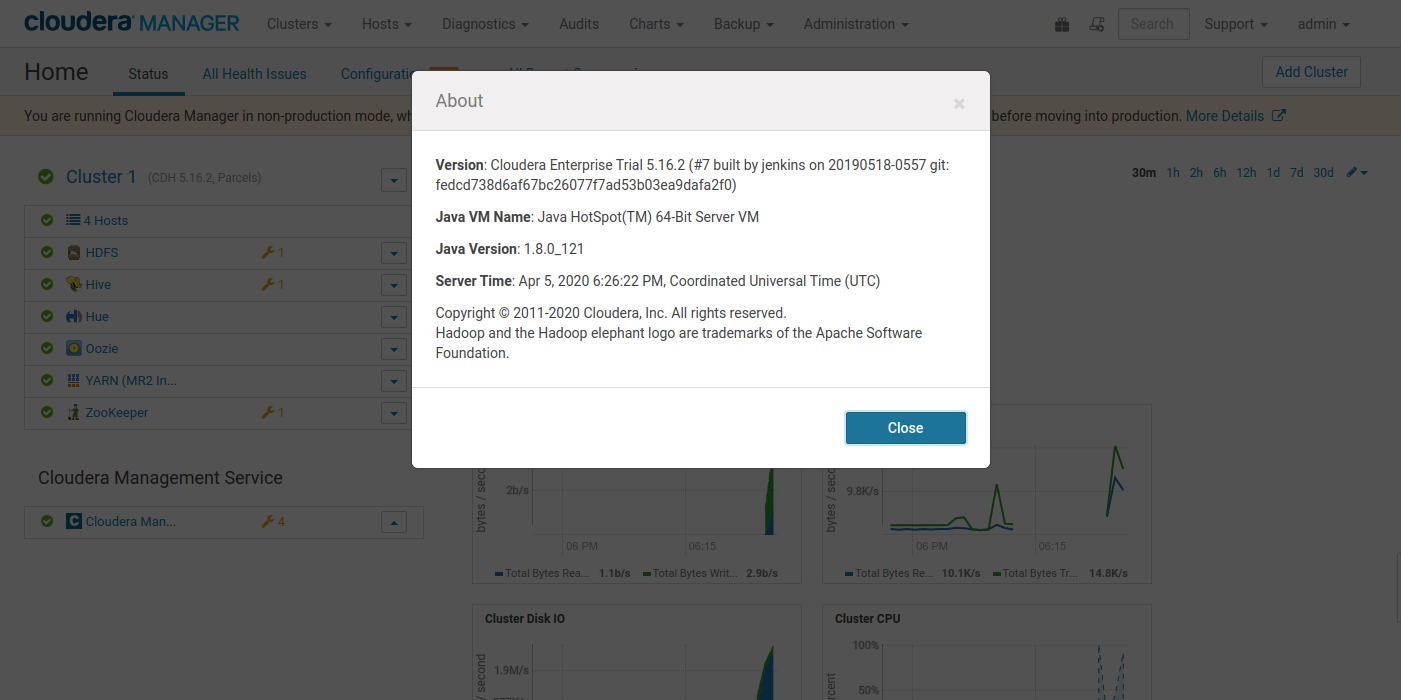 cloudera MANAGER Clusters Hosts Diagnostics Audits Charts Backup Administration Search Support admin
Home Status All Health Issues Add Cluster
You are running Cloudera Manager in non-production mode, before moving into production. More Details
About
×
Version: Cloudera Enterprise Trial 5.16.2 (#7 built by jenkins on 20190518-0557 git:
fedcd738d6af67bc26077f7ad53b03ea9dafa2f0)
Java VM Name: Java HotSpot(TM) 64-Bit Server VM
Java Version: 1.8.0_121
Server Time: Apr 5, 2020 6:26:22 PM, Coordinated Universal Time (UTC)
Copyright © 2011-2020 Cloudera, Inc. All rights reserved.
Hadoop and the Hadoop elephant logo are trademarks of the Apache Software
Foundation.
Close
Cluster 1 (CDH 5.16.2, Parcels)
30m 1h 2h 6h 12h 1d 7d 30d
4 Hosts
HDFS 1
Hive 1
Hue
Oozie
YARN (MR2 In...
ZooKeeper 1
Cloudera Management Service
C Cloudera Man... 4
bytes / seco
2b/s
06 PM 06:15
Total Bytes Rea... 1.1b/s Total Bytes Writ... 2.9b/s
bytes / seco
9.8K/s
06 PM 06:15
Total Bytes Re... 10.1K/s Total Bytes Tr... 14.8K/s
Cluster Disk IO
/ second
1.9M/s
Cluster CPU
rcent
100%
50%